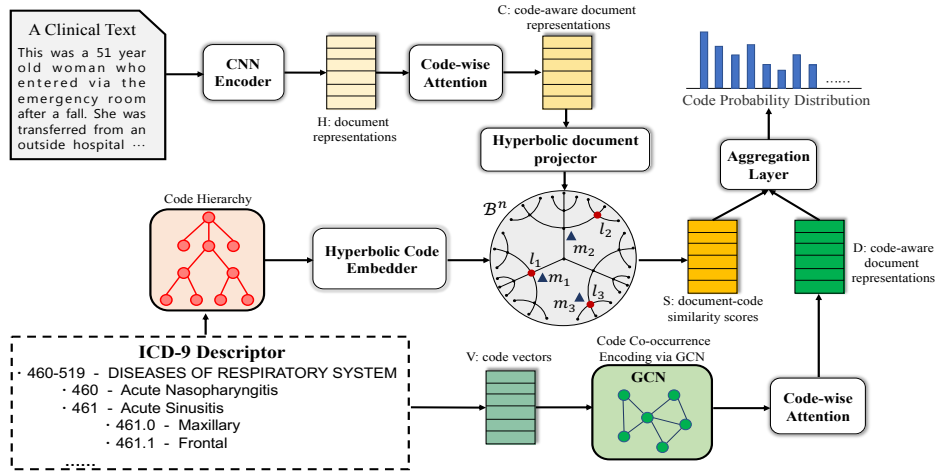 A Clinical Text
This was a 51 year
old woman who
entered via the
emergency room
after a fall. She was
transferred from an
outside hospital ...
CNN
Encoder
H: document
representations
Code-wise
Attention
C: code-aware document
representations
Hyperbolic document
projector
Code Probability Distribution
......
Aggregation
Layer
Code Hierarchy
Hyperbolic Code
Embedder
ℬⁿ
l₁
l₂
l₃
m₁
m₂
m₃
S: document-code
similarity scores
D: code-aware
document
representations
ICD-9 Descriptor
· 460-519 - DISEASES OF RESPIRATORY SYSTEM
· 460 - Acute Nasopharyngitis
· 461 - Acute Sinusitis
· 461.0 - Maxillary
· 461.1 - Frontal
......
V: code vectors
Code Co-occurrence
Encoding via GCN
GCN
Code-wise
Attention